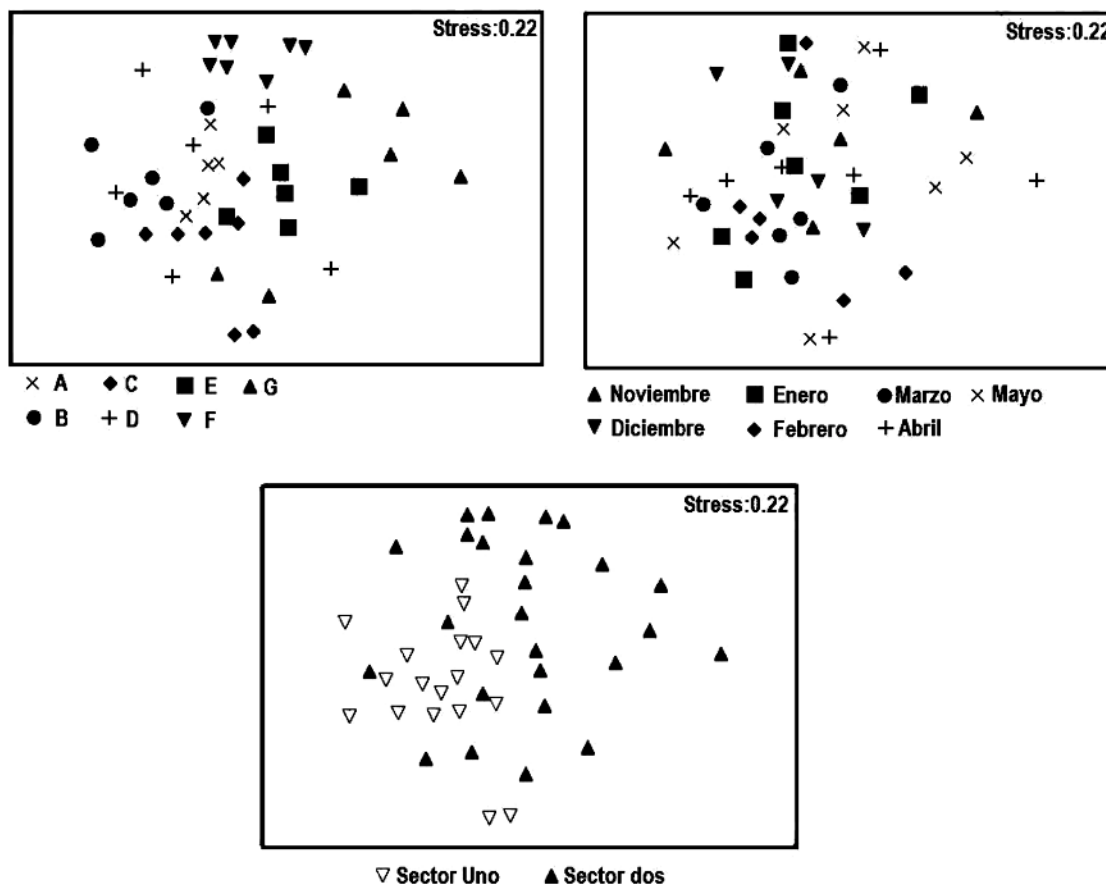 Stress:0.22
A C E G
B D F
Stress:0.22
Noviembre Enero Marzo Mayo
Diciembre Febrero Abril
Stress:0.22
Sector Uno Sector dos